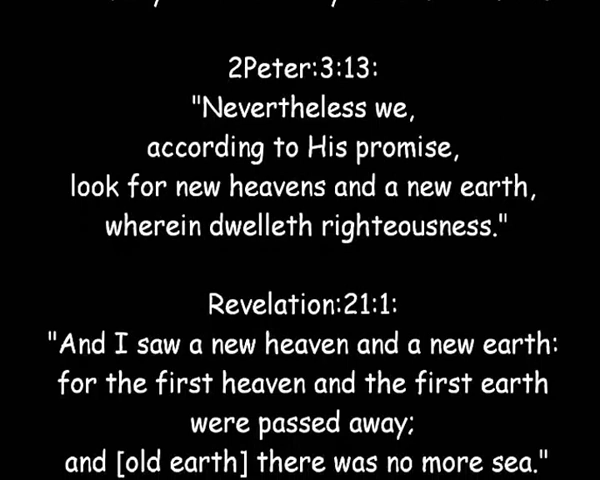 2Peter:3:13:
"Nevertheless we,
according to His promise,
look for new heavens and a new earth,
wherein dwelleth righteousness."
Revelation:21:1:
"And I saw a new heaven and a new earth:
for the first heaven and the first earth
were passed away;
and [old earth] there was no more sea."